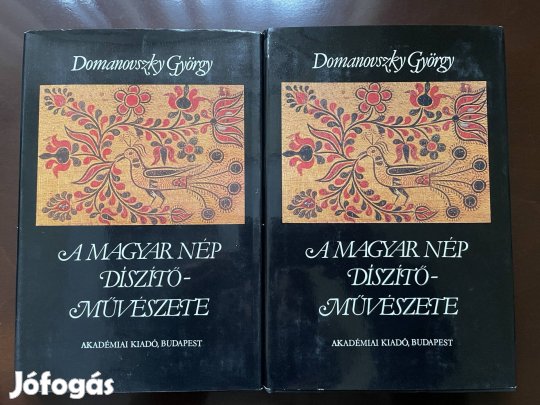 Domanovszky György
A MAGYAR NÉP
DÍSZÍTŐ-
MŰVÉSZETE
AKADÉMIAI KIADÓ, BUDAPEST
Domanovszky György
A MAGYAR NÉP
DÍSZÍTŐ-
MŰVÉSZETE
AKADÉMIAI KIADÓ, BUDAPEST
Jófogás